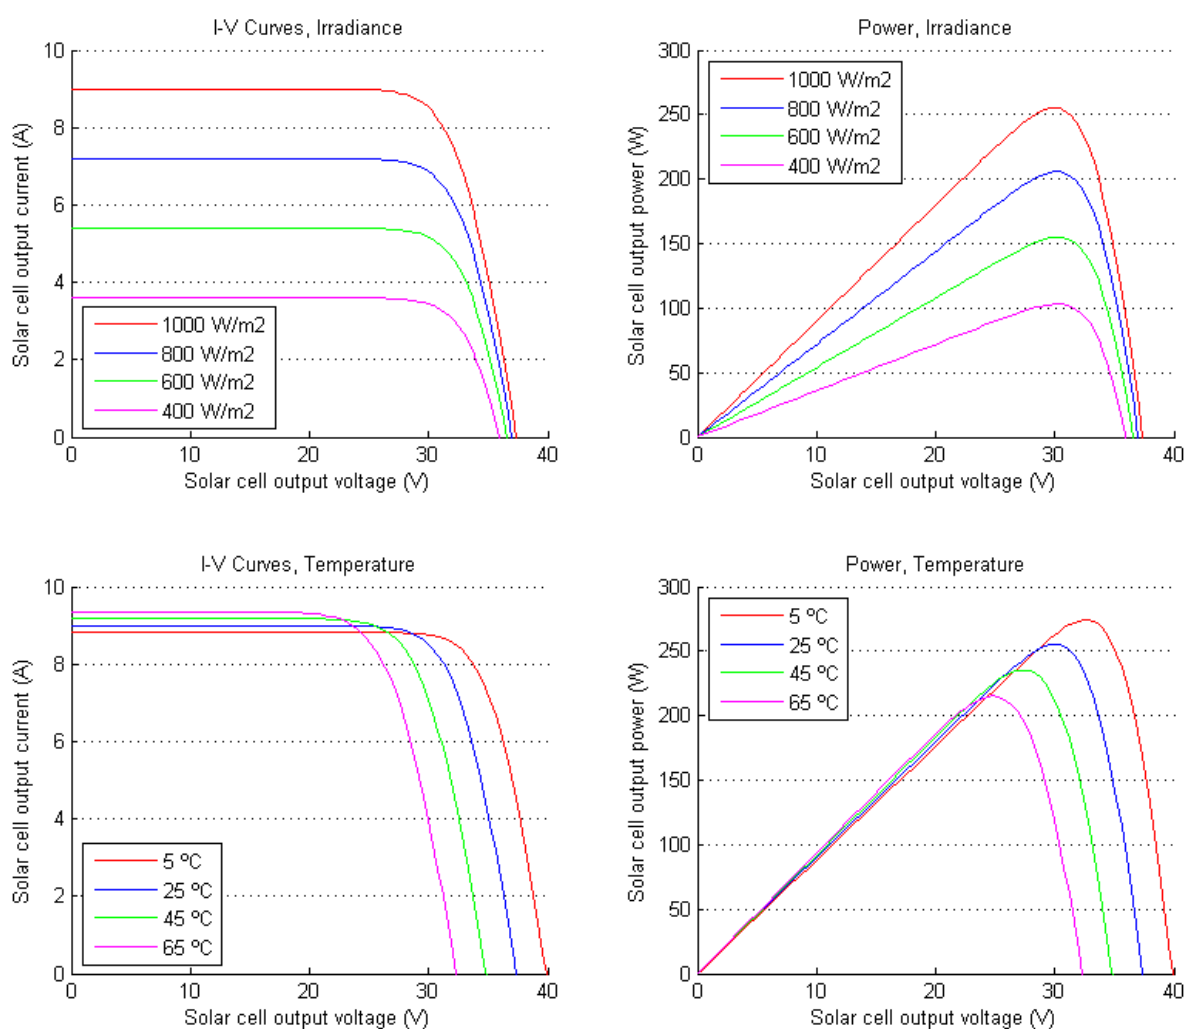 I-V Curves, Irradiance
Solar cell output current (A)
10
8
6
4
2
0
1000 W/m2
800 W/m2
600 W/m2
400 W/m2
0 10 20 30 40
Solar cell output voltage (V)
Power, Irradiance
Solar cell output power (W)
300
250
200
150
100
50
0
1000 W/m2
800 W/m2
600 W/m2
400 W/m2
0 10 20 30 40
Solar cell output voltage (V)
I-V Curves, Temperature
Solar cell output current (A)
10
8
6
4
2
0
5 ºC
25 ºC
45 ºC
65 ºC
0 10 20 30 40
Solar cell output voltage (V)
Power, Temperature
Solar cell output power (W)
300
250
200
150
100
50
0
5 ºC
25 ºC
45 ºC
65 ºC
0 10 20 30 40
Solar cell output voltage (V)